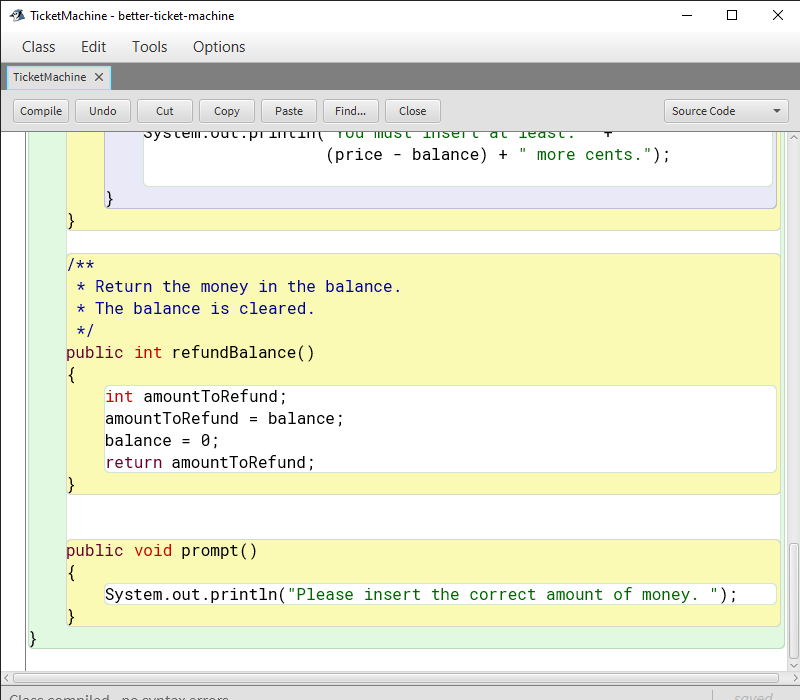 TicketMachine - better-ticket-machine
Class Edit Tools Options
TicketMachine
Compile Undo Cut Copy Paste Find... Close Source Code
System.out.println("You must insert at least: " +
(price - balance) + " more cents.");
}
}
/**
* Return the money in the balance.
* The balance is cleared.
*/
public int refundBalance()
{
int amountToRefund;
amountToRefund = balance;
balance = 0;
return amountToRefund;
}
public void prompt()
{
System.out.println("Please insert the correct amount of money. ");
}
}
Class compiled - no syntax errors
saved